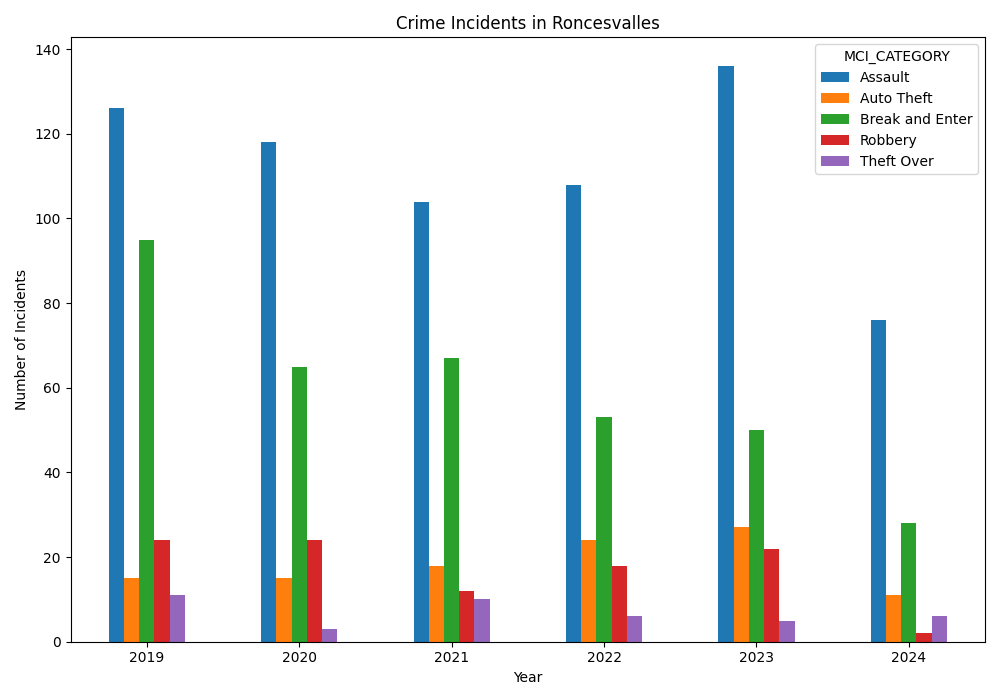 Crime Incidents in Roncesvalles
MCI_CATEGORY
Assault
Auto Theft
Break and Enter
Robbery
Theft Over
Number of Incidents
140
120
100
80
60
40
20
0
2019 2020 2021 2022 2023 2024
Year